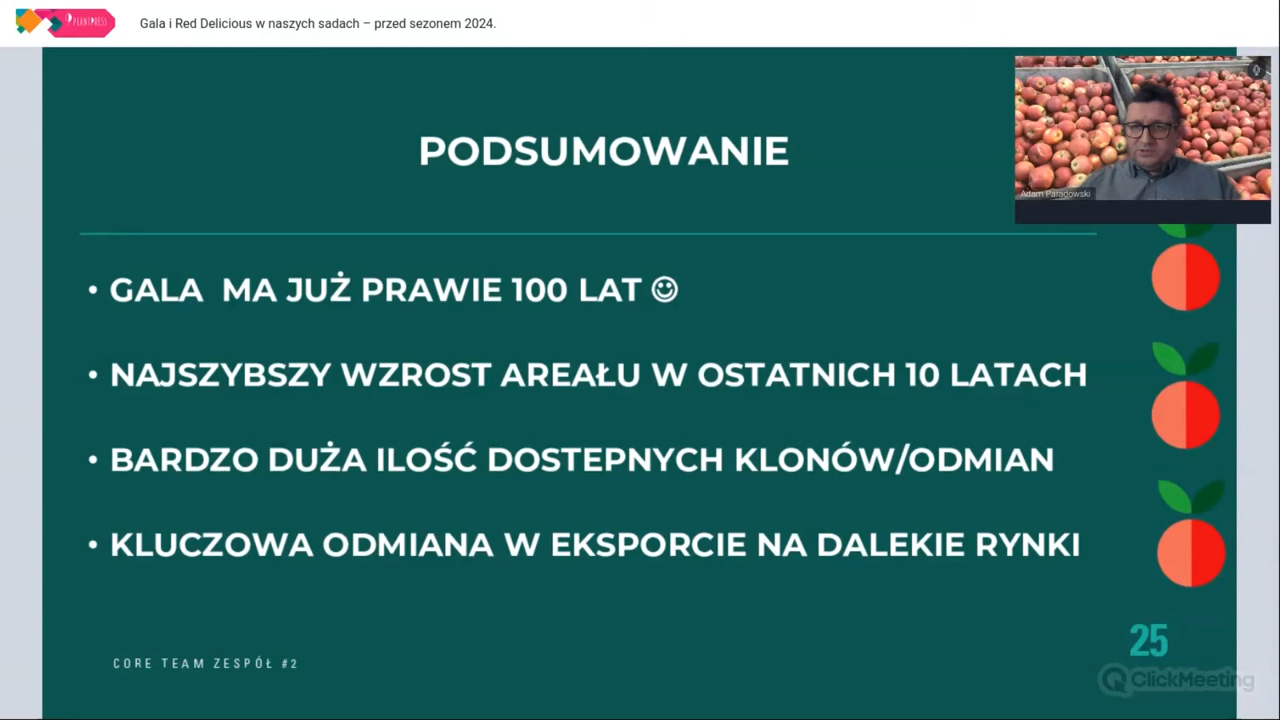 PLANTPRESS
Gala i Red Delicious w naszych sadach – przed sezonem 2024.
PODSUMOWANIE
Adam Paradowski
• GALA MA JUŻ PRAWIE 100 LAT ☺
• NAJSZYBSZY WZROST AREAŁU W OSTATNICH 10 LATACH
• BARDZO DUŻA ILOŚĆ DOSTEPNYCH KLONÓW/ODMIAN
• KLUCZOWA ODMIANA W EKSPORCIE NA DALEKIE RYNKI
25
CORE TEAM ZESPÓŁ #2
ClickMeeting